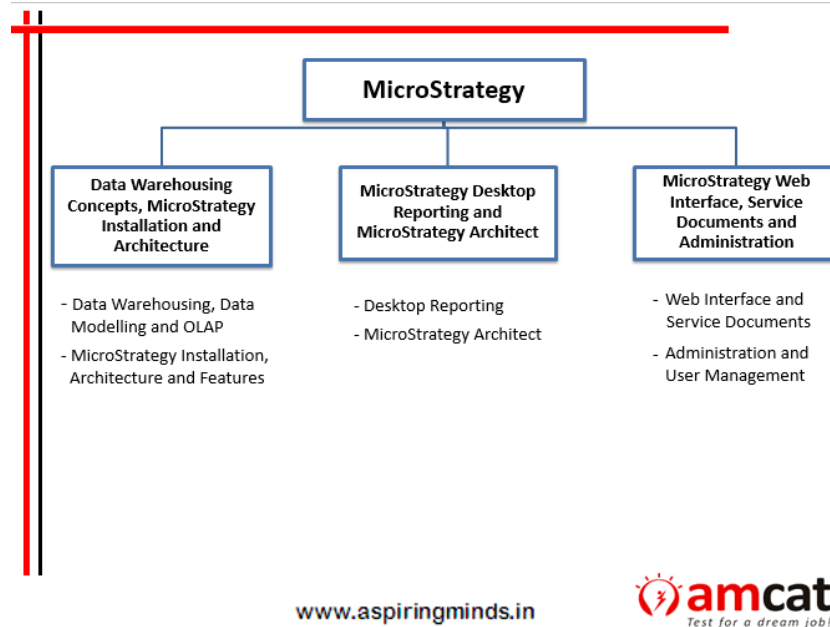 MicroStrategy
Data Warehousing
Concepts, MicroStrategy
Installation and
Architecture
MicroStrategy Desktop
Reporting and
MicroStrategy Architect
MicroStrategy Web
Interface, Service
Documents and
Administration
- Data Warehousing, Data
Modelling and OLAP
- MicroStrategy Installation,
Architecture and Features
- Desktop Reporting
- MicroStrategy Architect
- Web Interface and
Service Documents
- Administration and
User Management
www.aspiringminds.in
amcat
Test for a dream job!